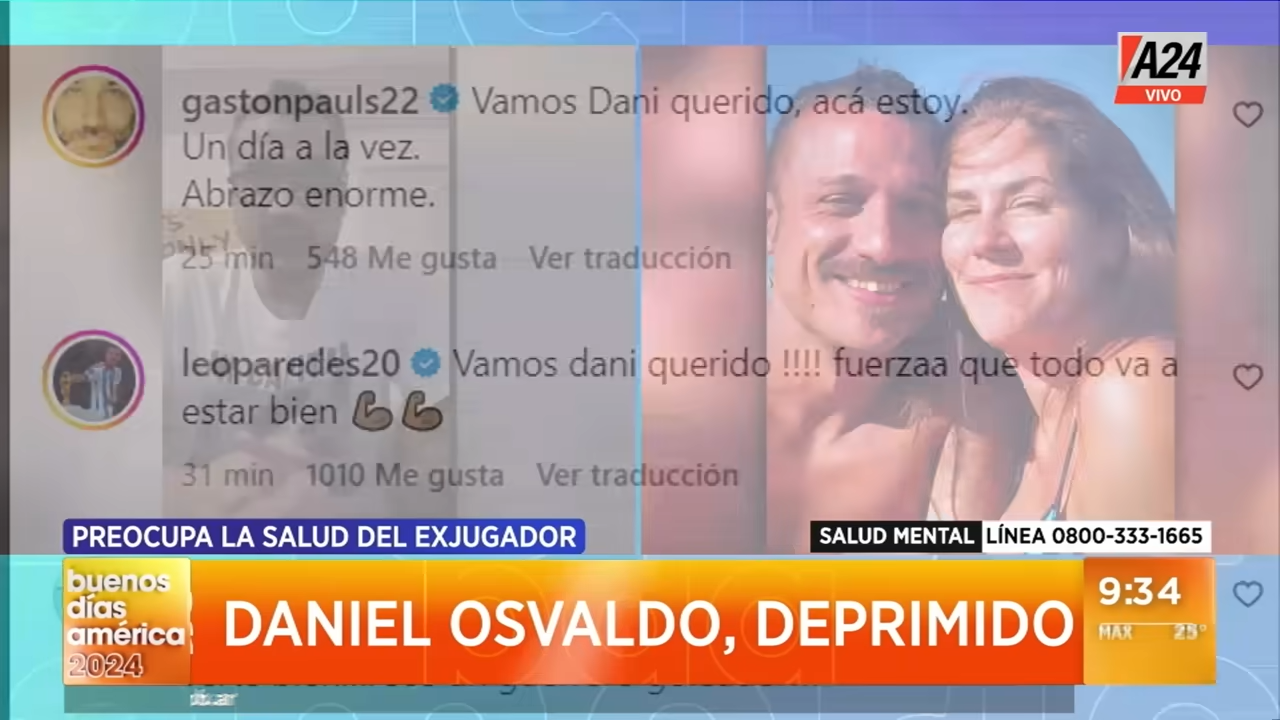 A24
VIVO
gastonpauls22 Vamos Dani querido, acá estoy.
Un día a la vez.
Abrazo enorme.
25 min 548 Me gusta Ver traducción
leoparedes20 Vamos dani querido !!!! fuerzaa que todo va a
estar bien 💪🏾💪🏾
31 min 1010 Me gusta Ver traducción
PREOCUPA LA SALUD DEL EXJUGADOR
SALUD MENTAL LÍNEA 0800-333-1665
buenos
días
américa
2024
DANIEL OSVALDO, DEPRIMIDO
9:34
MAX 25°